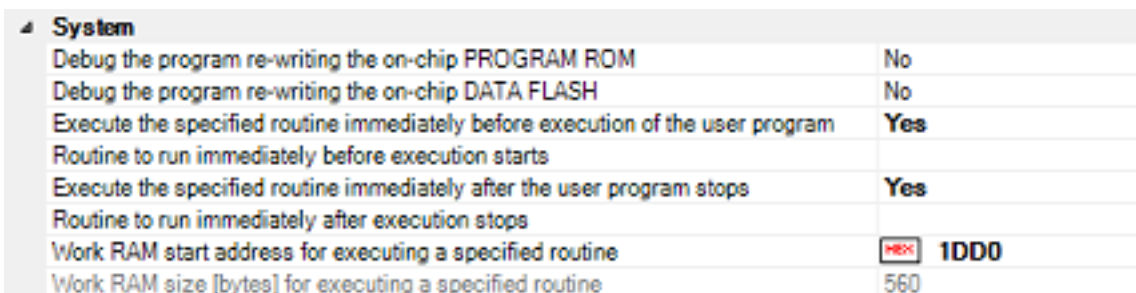 System
Debug the program re-writing the on-chip PROGRAM ROM No
Debug the program re-writing the on-chip DATA FLASH No
Execute the specified routine immediately before execution of the user program Yes
Routine to run immediately before execution starts
Execute the specified routine immediately after the user program stops Yes
Routine to run immediately after execution stops
Work RAM start address for executing a specified routine HEX 1DD0
Work RAM size [bytes] for executing a specified routine 560